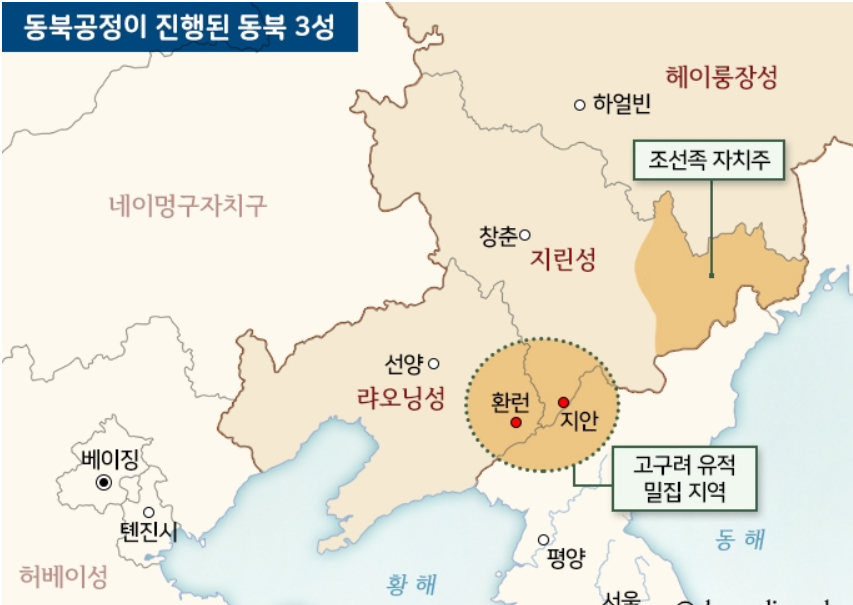 동북공정이 진행된 동북 3성
헤이룽장성
하얼빈
조선족 자치주
네이멍구자치구
창춘
지린성
선양
랴오닝성
환런
지안
베이징
고구려 유적
밀집 지역
톈진시
동해
평양
허베이성
황해
서울